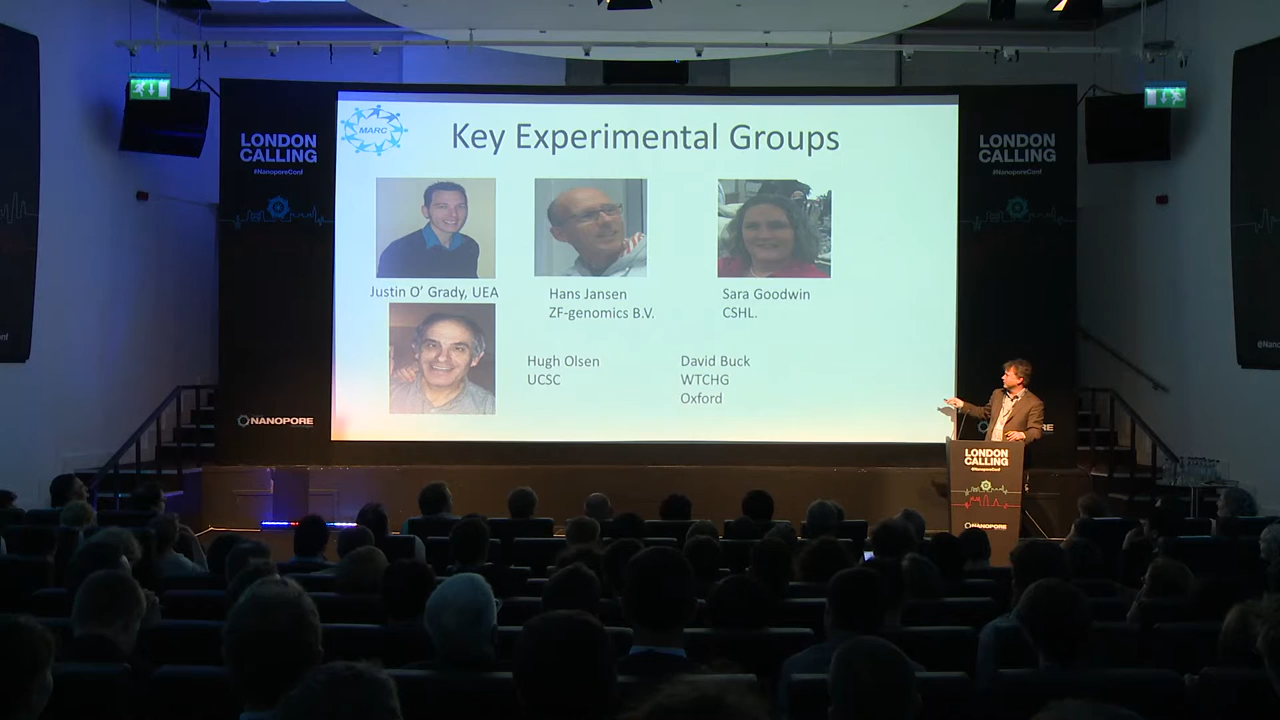 LONDON
CALLING
#NanoporeConf
NANOPORE
MARC
Key Experimental Groups
Justin O' Grady, UEA
Hans Jansen
ZF-genomics B.V.
Sara Goodwin
CSHL.
Hugh Olsen
UCSC
David Buck
WTCHG
Oxford
LONDON
CALLING
#NanoporeConf
LONDON
CALLING
#NanoporeConf
NANOPORE